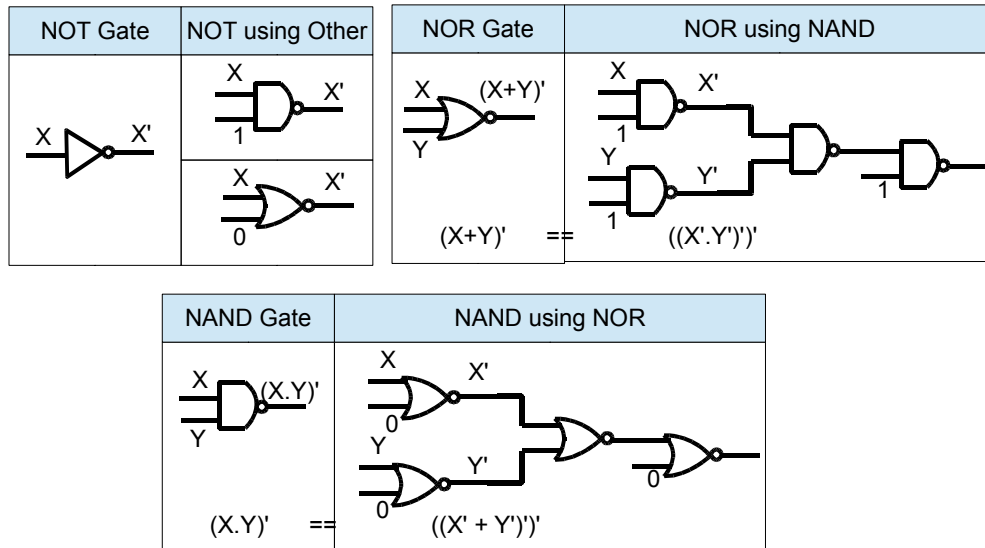 NOT Gate
NOT using Other
X
X'
X
X'
1
X
X'
0
NOR Gate
NOR using NAND
X
(X+Y)'
Y
X
X'
1
Y
Y'
1
1
(X+Y)' == ((X'.Y')')'
NAND Gate
NAND using NOR
X
(X.Y)'
Y
X
X'
0
Y
Y'
0
0
(X.Y)' == ((X' + Y')')'